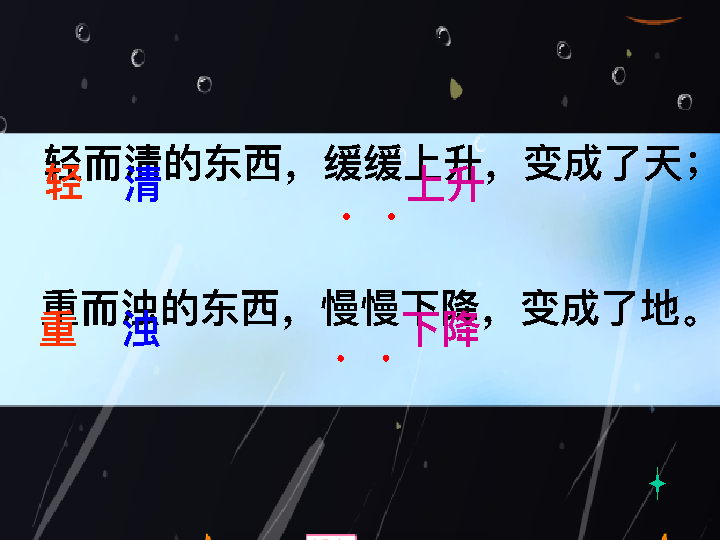 轻而清的东西，缓缓上升，变成了天；
轻 清 上升
重而浊的东西，慢慢下降，变成了地。
重 浊 下降